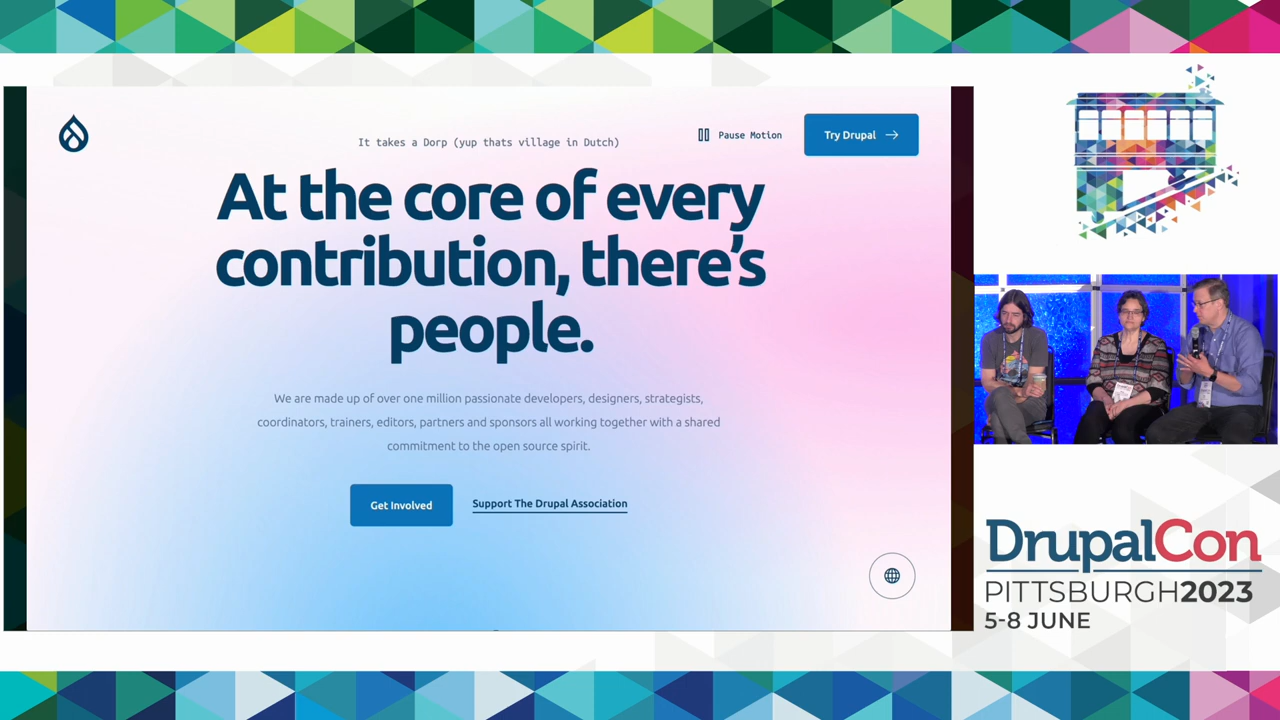 It takes a Dorp (yup thats village in Dutch)
Pause Motion
Try Drupal
At the core of every
contribution, there's
people.
We are made up of over one million passionate developers, designers, strategists,
coordinators, trainers, editors, partners and sponsors all working together with a shared
commitment to the open source spirit.
Get Involved
Support The Drupal Association
DrupalCon
PITTSBURGH2023
5-8 JUNE